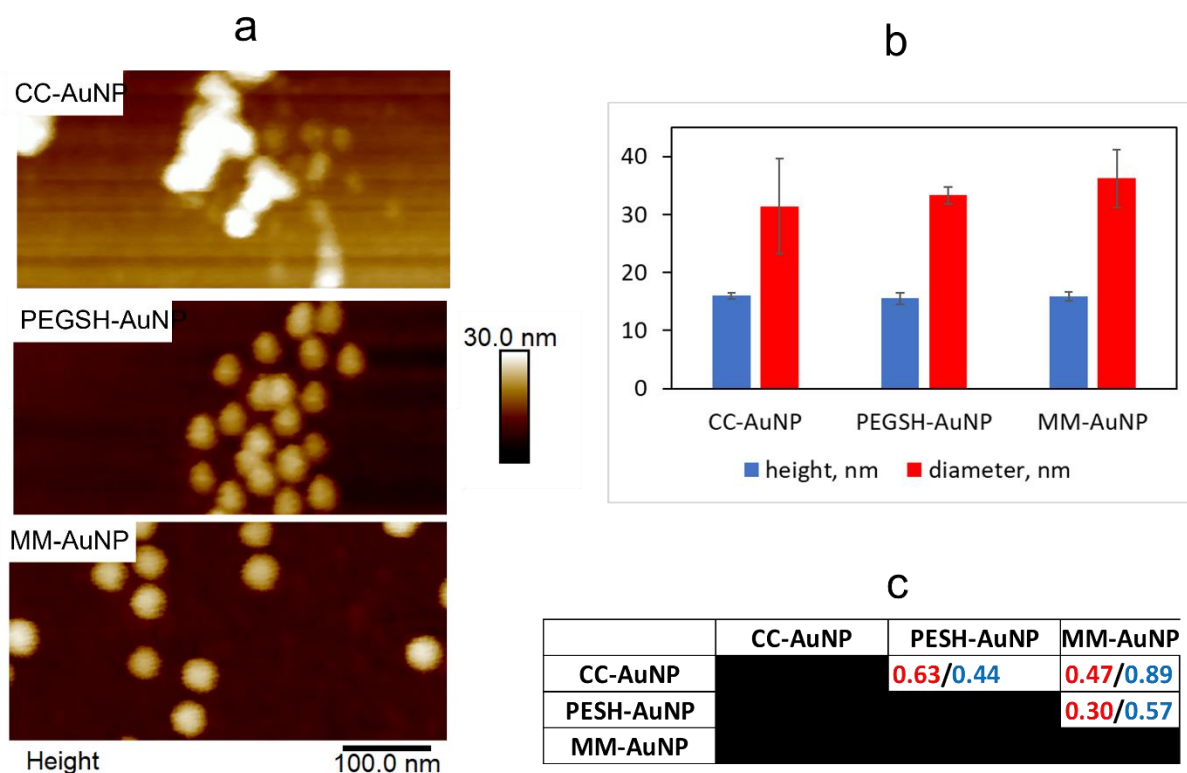 a
CC-AuNP
PEGSH-AuNP
30.0 nm
MM-AuNP
Height
100.0 nm
b
40
30
20
10
0
CC-AuNP PEGSH-AuNP MM-AuNP
height, nm diameter, nm
c
CC-AuNP PESH-AuNP MM-AuNP
CC-AuNP 0.63/0.44 0.47/0.89
PESH-AuNP 0.30/0.57
MM-AuNP